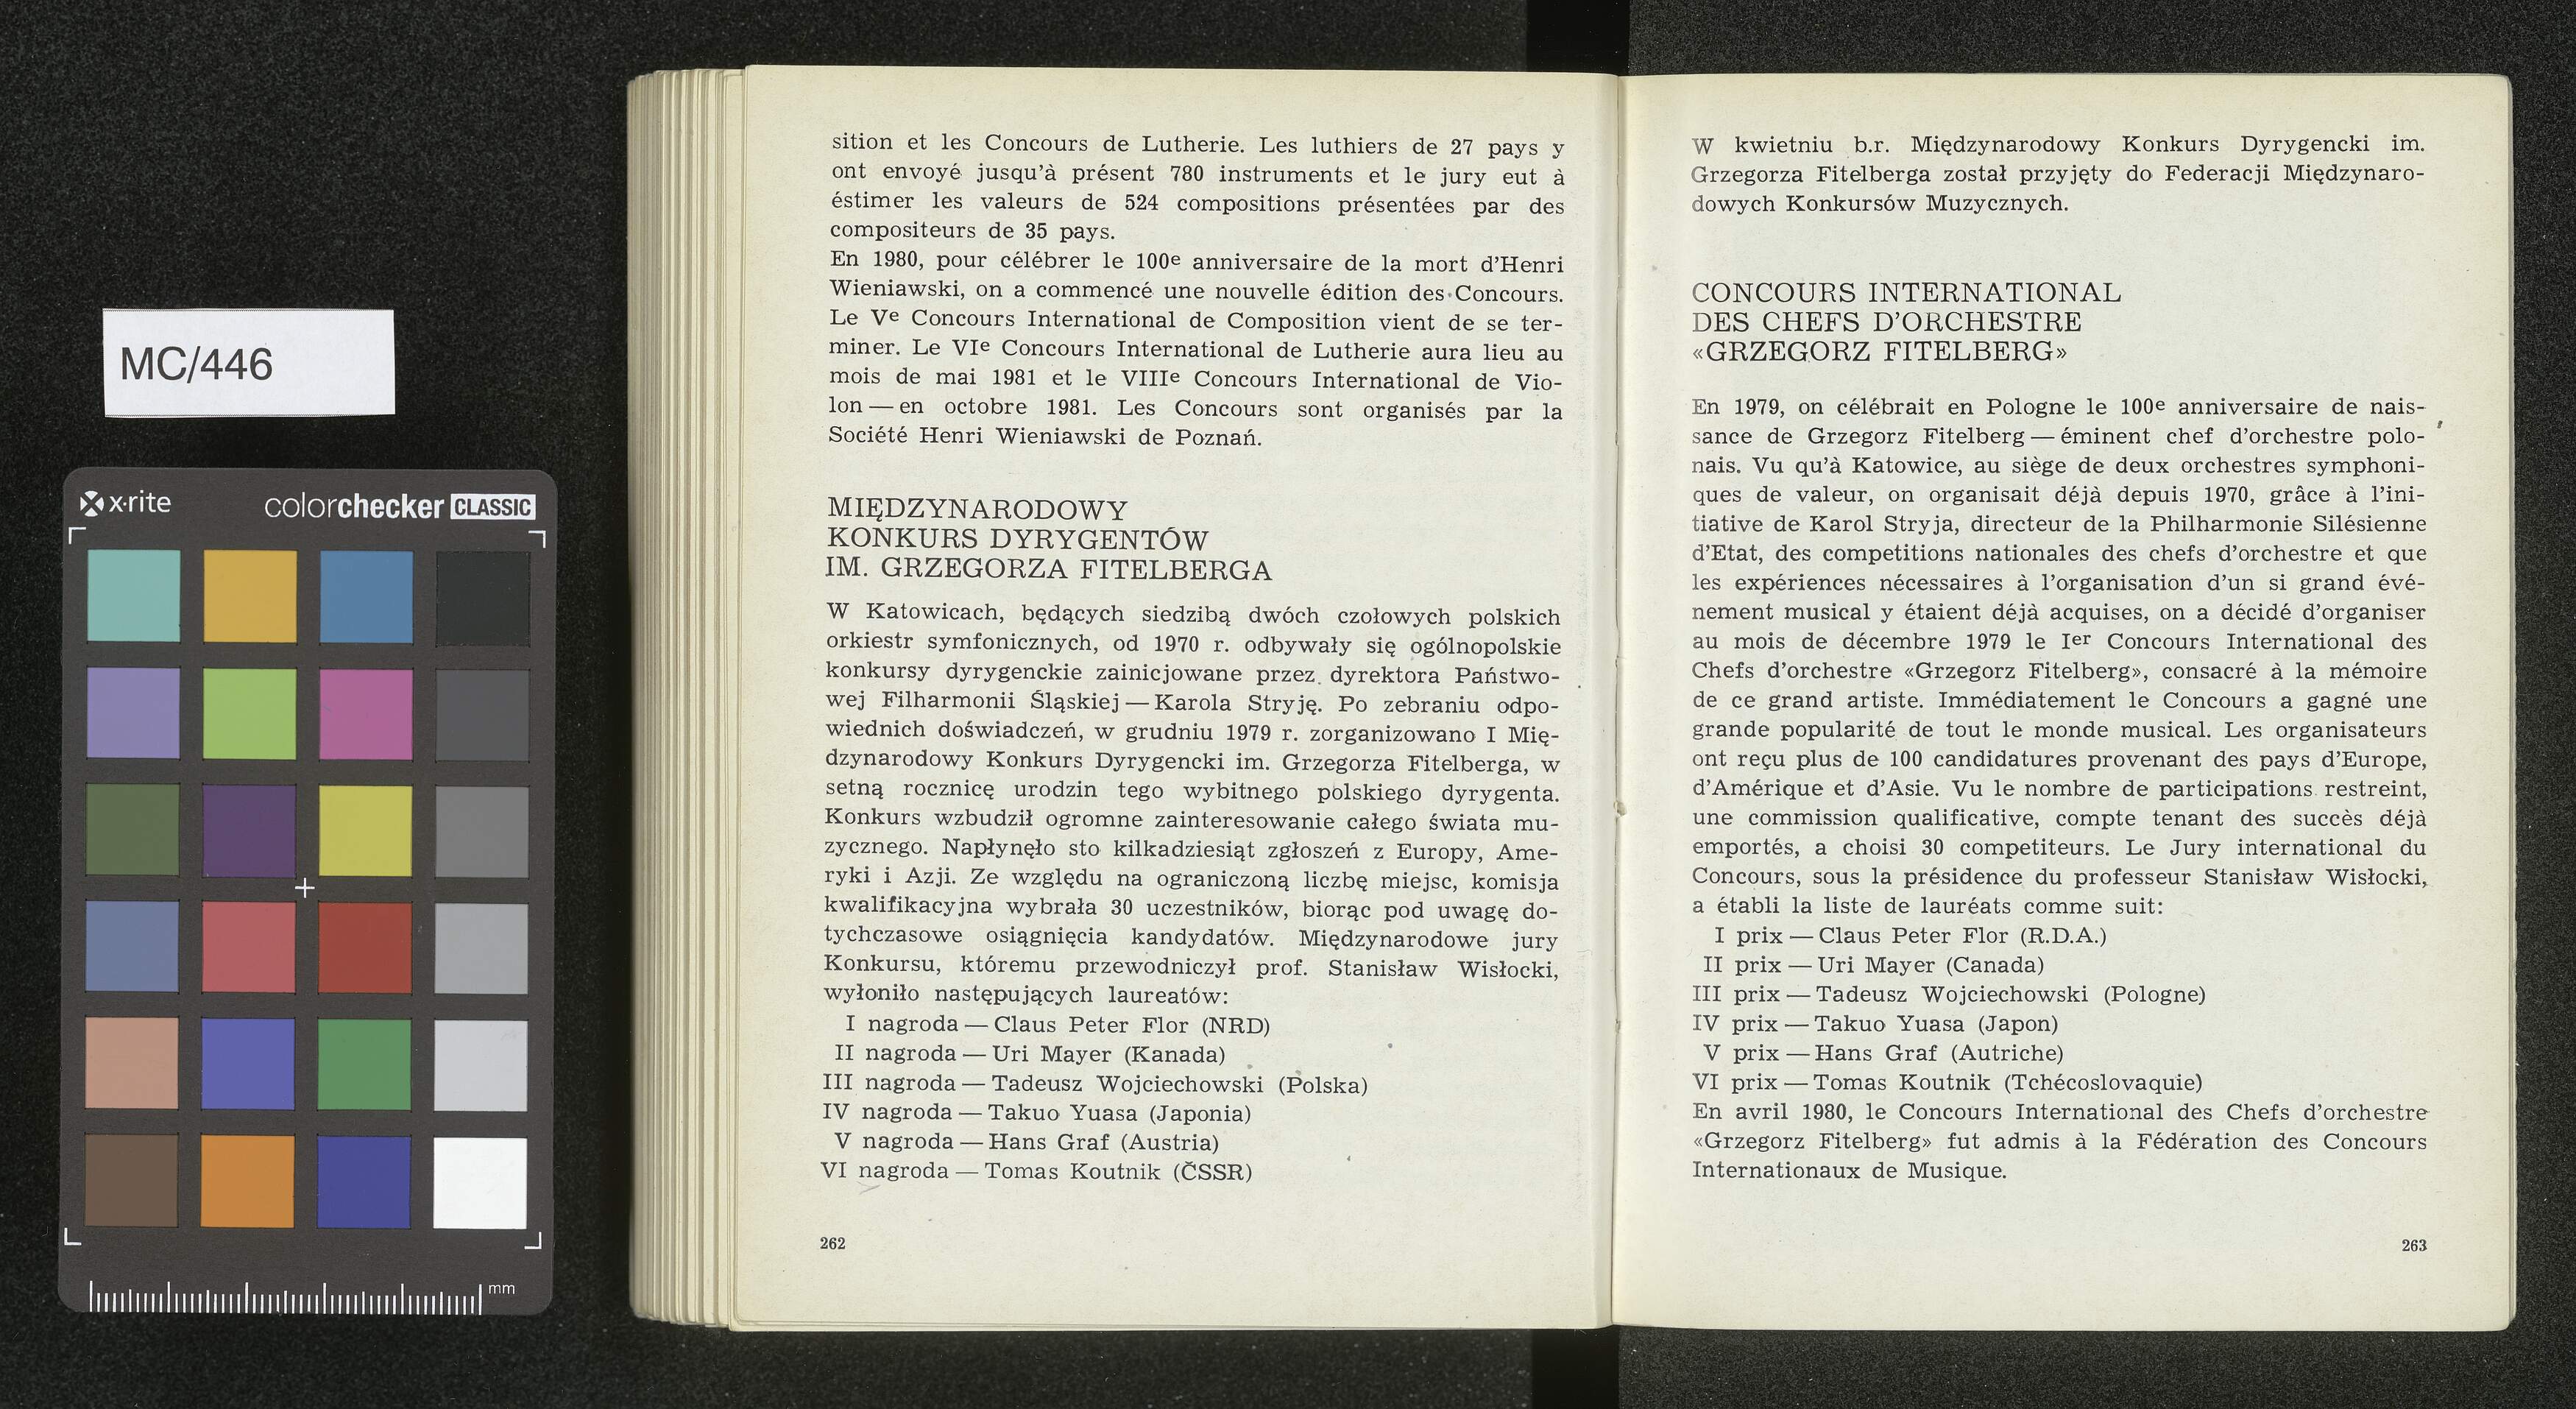 MC/446
x-rite
colorchecker CLASSIC
mm
sition et les Concours de Lutherie. Les luthiers de 27 pays y
ont envoyé jusqu'à présent 780 instruments et le jury eut à
éstimer les valeurs de 524 compositions présentées par des
compositeurs de 35 pays.
En 1980, pour célébrer le 100e anniversaire de la mort d'Henri
Wieniawski, on a commencé une nouvelle édition des Concours.
Le Ve Concours International de Composition vient de se ter-
miner. Le VIe Concours International de Lutherie aura lieu au
mois de mai 1981 et le VIIIe Concours International de Vio-
lon — en octobre 1981. Les Concours sont organisés par la
Société Henri Wieniawski de Poznań.
MIĘDZYNARODOWY
KONKURS DYRYGENTÓW
IM. GRZEGORZA FITELBERGA
W Katowicach, będących siedzibą dwóch czołowych polskich
orkiestr symfonicznych, od 1970 r. odbywały się ogólnopolskie
konkursy dyrygenckie zainicjowane przez dyrektora Państwo-
wej Filharmonii Śląskiej — Karola Stryję. Po zebraniu odpo-
wiednich doświadczeń, w grudniu 1979 r. zorganizowano I Mię-
dzynarodowy Konkurs Dyrygencki im. Grzegorza Fitelberga, w
setną rocznicę urodzin tego wybitnego polskiego dyrygenta.
Konkurs wzbudził ogromne zainteresowanie całego świata mu-
zycznego. Napłynęło sto kilkadziesiąt zgłoszeń z Europy, Ame-
ryki i Azji. Ze względu na ograniczoną liczbę miejsc, komisja
kwalifikacyjna wybrała 30 uczestników, biorąc pod uwagę do-
tychczasowe osiągnięcia kandydatów. Międzynarodowe jury
Konkursu, któremu przewodniczył prof. Stanisław Wisłocki,
wyłoniło następujących laureatów:
I nagroda — Claus Peter Flor (NRD)
II nagroda — Uri Mayer (Kanada)
III nagroda — Tadeusz Wojciechowski (Polska)
IV nagroda — Takuo Yuasa (Japonia)
V nagroda — Hans Graf (Austria)
VI nagroda — Tomas Koutnik (ČSSR)
262
W kwietniu b.r. Międzynarodowy Konkurs Dyrygencki im.
Grzegorza Fitelberga został przyjęty do Federacji Międzynaro-
dowych Konkursów Muzycznych.
CONCOURS INTERNATIONAL
DES CHEFS D'ORCHESTRE
«GRZEGORZ FITELBERG»
En 1979, on célébrait en Pologne le 100e anniversaire de nais-
sance de Grzegorz Fitelberg — éminent chef d'orchestre polo-
nais. Vu qu'à Katowice, au siège de deux orchestres symphoni-
ques de valeur, on organisait déjà depuis 1970, grâce à l'ini-
tiative de Karol Stryja, directeur de la Philharmonie Silésienne
d'Etat, des competitions nationales des chefs d'orchestre et que
les expériences nécessaires à l'organisation d'un si grand évé-
nement musical y étaient déjà acquises, on a décidé d'organiser
au mois de décembre 1979 le Ier Concours International des
Chefs d'orchestre «Grzegorz Fitelberg», consacré à la mémoire
de ce grand artiste. Immédiatement le Concours a gagné une
grande popularité de tout le monde musical. Les organisateurs
ont reçu plus de 100 candidatures provenant des pays d'Europe,
d'Amérique et d'Asie. Vu le nombre de participations restreint,
une commission qualificative, compte tenant des succès déjà
emportés, a choisi 30 competiteurs. Le Jury international du
Concours, sous la présidence du professeur Stanisław Wisłocki,
a établi la liste de lauréats comme suit:
I prix — Claus Peter Flor (R.D.A.)
II prix — Uri Mayer (Canada)
III prix — Tadeusz Wojciechowski (Pologne)
IV prix — Takuo Yuasa (Japon)
V prix — Hans Graf (Autriche)
VI prix — Tomas Koutnik (Tchécoslovaquie)
En avril 1980, le Concours International des Chefs d'orchestre
«Grzegorz Fitelberg» fut admis à la Fédération des Concours
Internationaux de Musique.
263